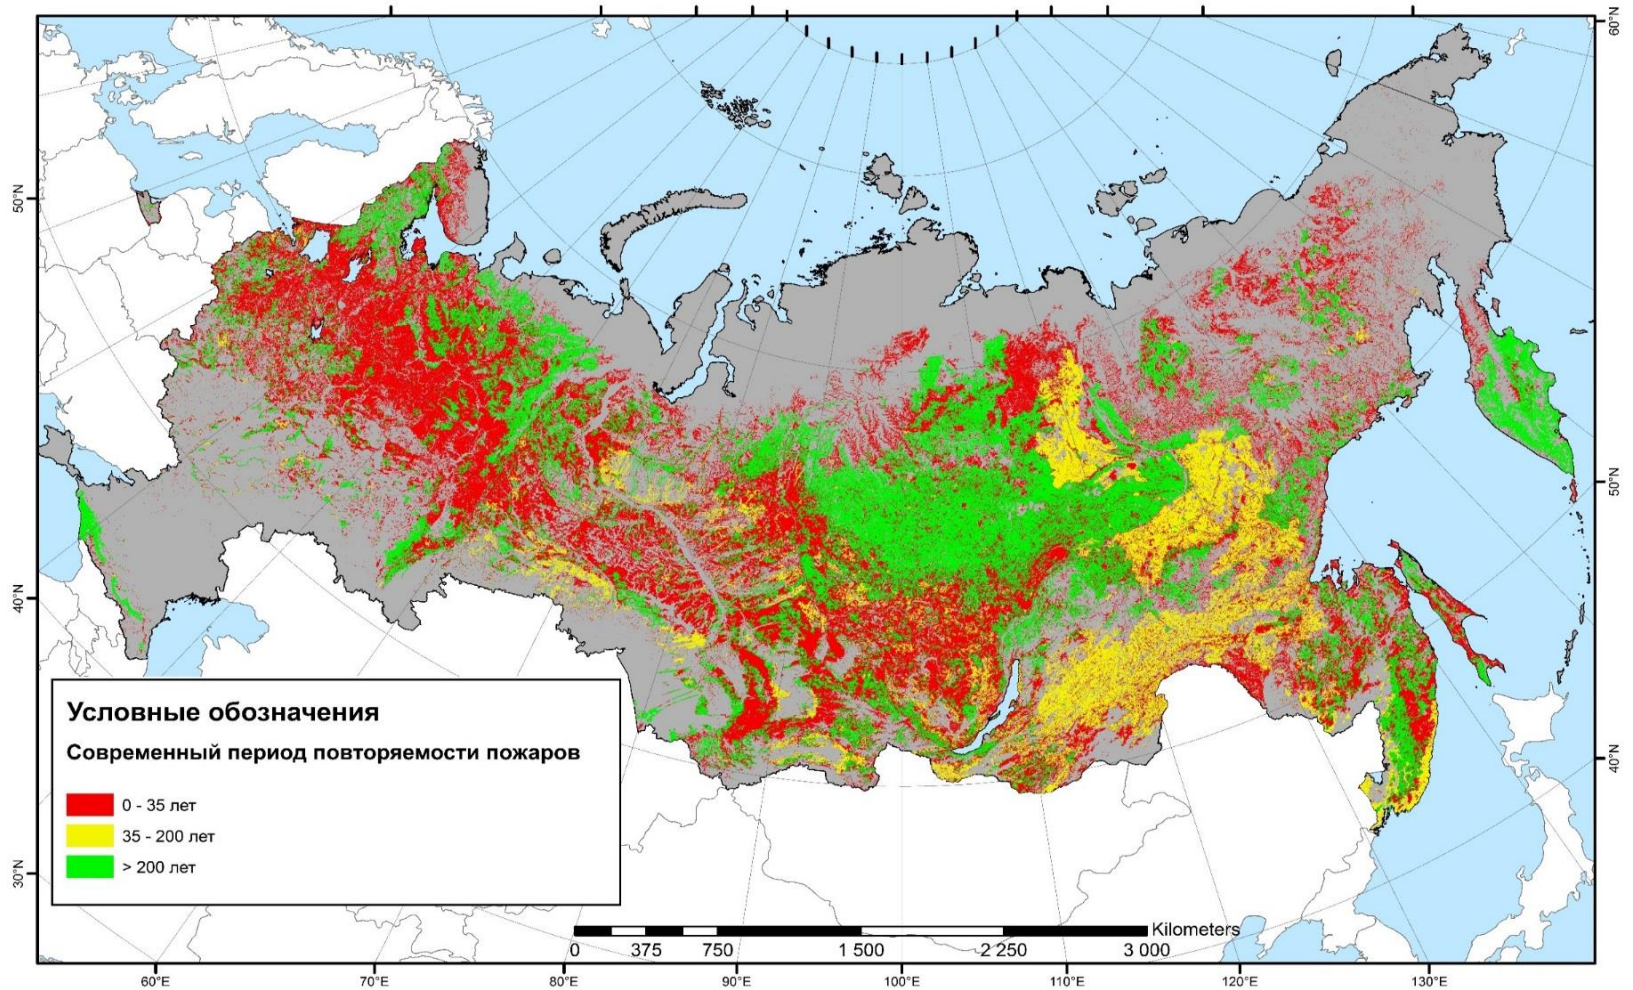 60°N
50°N
50°N
40°N
40°N
30°N
Условные обозначения
Современный период повторяемости пожаров
0 - 35 лет
35 - 200 лет
> 200 лет
Kilometers
0 375 750 1 500 2 250 3 000
60°E 70°E 80°E 90°E 100°E 110°E 120°E 130°E